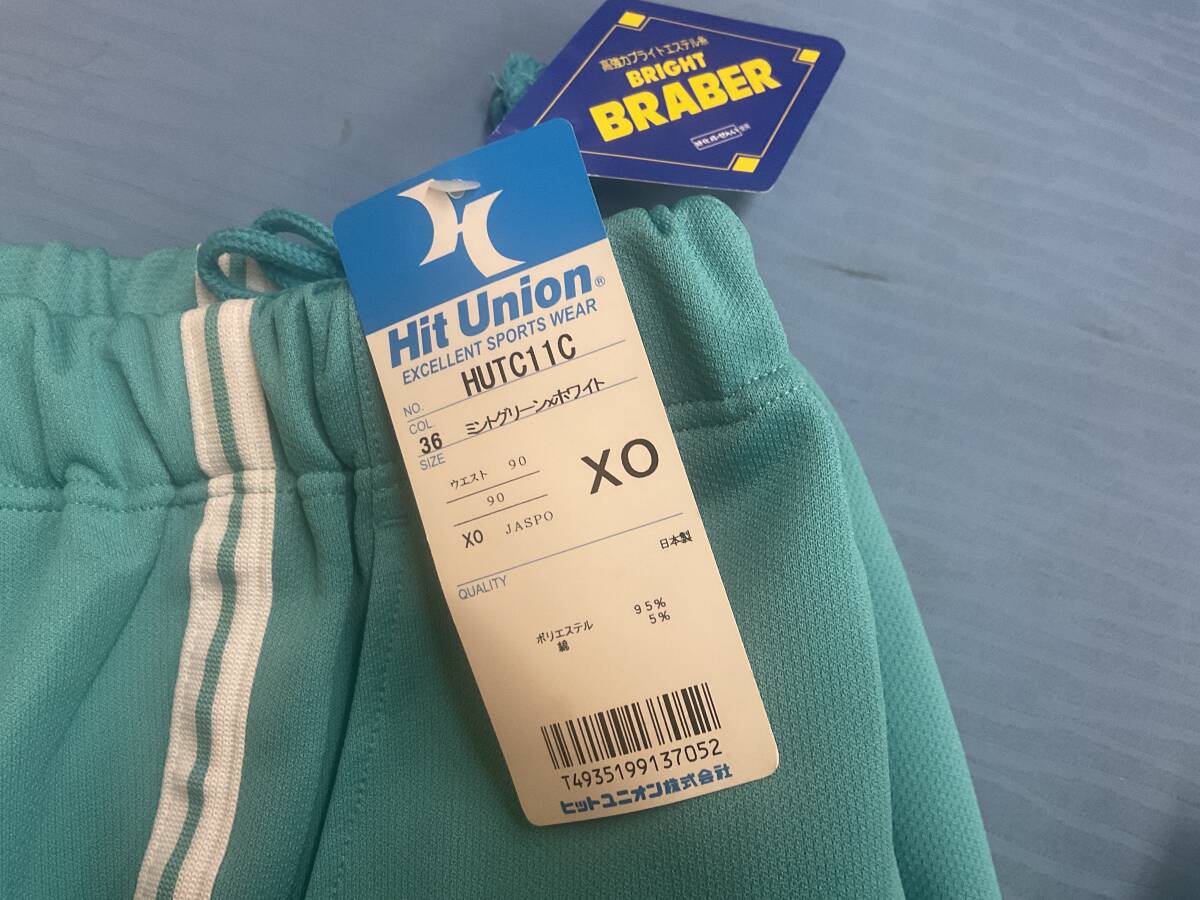 高強力ブライトエステル糸
BRIGHT
BRABER
Hit Union®
EXCELLENT SPORTS WEAR
NO. HUTC11C
COL.
36 ミントグリーン×ホワイト
SIZE
ウエスト 90
90
XO JASPO
XO
日本製
QUALITY
ポリエステル 95%
綿 5%
T4935199137052
ヒットユニオン株式会社